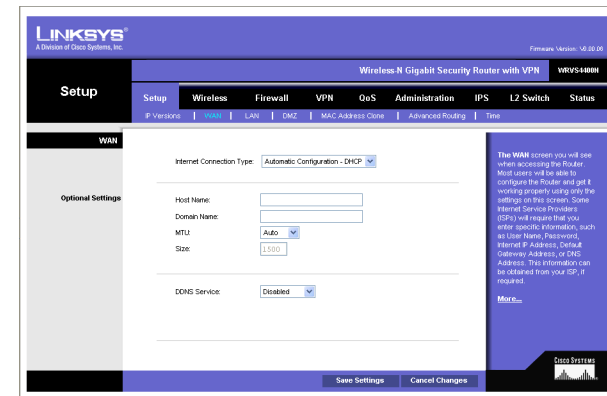 LINKSYS®
A Division of Cisco Systems, Inc.
Firmware Version: V0.00.08
Wireless-N Gigabit Security Router with VPN WRVS4400N
Setup
Setup Wireless Firewall VPN QoS Administration IPS L2 Switch Status
IP Versions | WAN | LAN | DMZ | MAC Address Clone | Advanced Routing | Time
WAN
Internet Connection Type: Automatic Configuration - DHCP
Optional Settings
Host Name:
Domain Name:
MTU: Auto
Size: 1500
DDNS Service: Disabled
The WAN screen you will see
when accessing the Router.
Most users will be able to
configure the Router and get it
working properly using only the
settings on this screen. Some
Internet Service Providers
(ISPs) will require that you
enter specific information, such
as User Name, Password,
Internet IP Address, Default
Gateway Address, or DNS
Address. This information can
be obtained from your ISP, if
required.
More...
Save Settings Cancel Changes
CISCO SYSTEMS